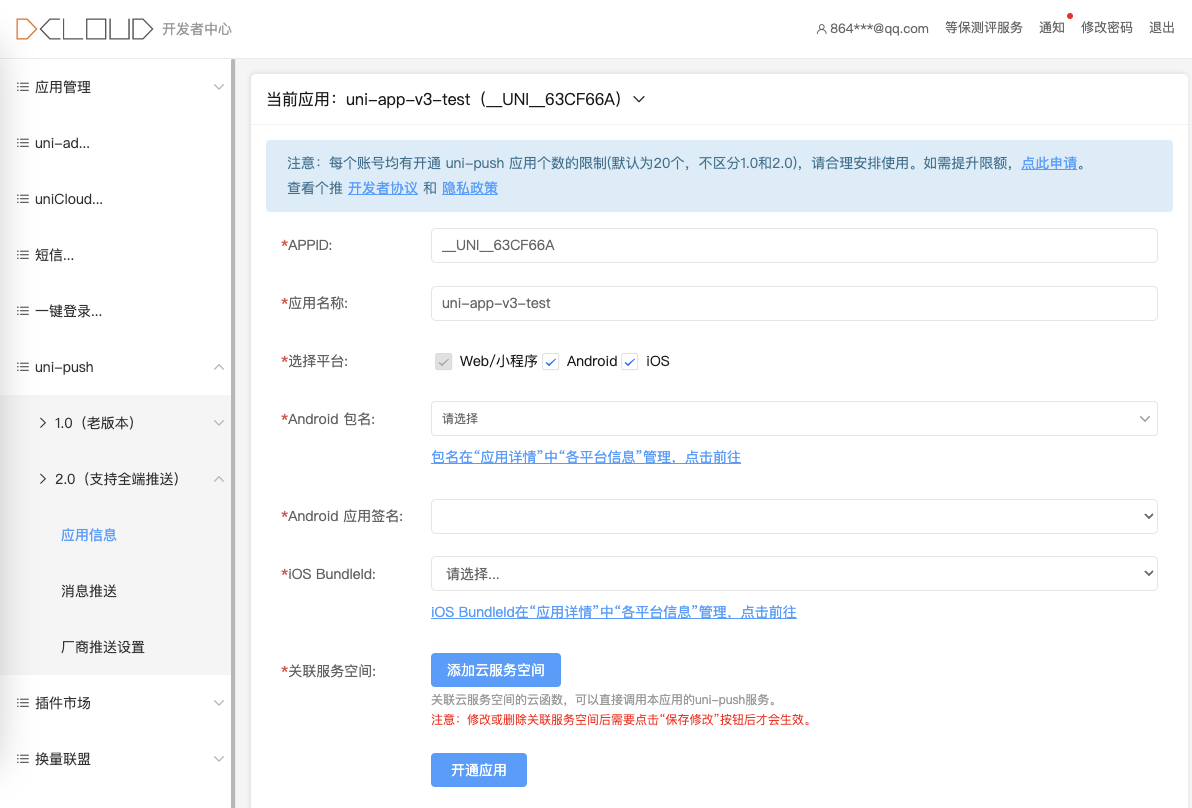 DCLOUD 开发者中心
864***@qq.com 等保测评服务 通知 修改密码 退出
应用管理
uni-ad...
uniCloud...
短信...
一键登录...
uni-push
1.0（老版本）
2.0（支持全端推送）
应用信息
消息推送
厂商推送设置
插件市场
换量联盟
当前应用：uni-app-v3-test（__UNI__63CF66A）
注意：每个账号均有开通 uni-push 应用个数的限制(默认为20个，不区分1.0和2.0)，请合理安排使用。如需提升限额，点此申请。
查看个推 开发者协议 和 隐私政策
*APPID: __UNI__63CF66A
*应用名称: uni-app-v3-test
*选择平台: Web/小程序 Android iOS
*Android 包名: 请选择
包名在“应用详情”中“各平台信息”管理，点击前往
*Android 应用签名:
*iOS BundleId: 请选择...
iOS BundleId在“应用详情”中“各平台信息”管理，点击前往
*关联服务空间: 添加云服务空间
关联云服务空间的云函数，可以直接调用本应用的uni-push服务。
注意：修改或删除关联服务空间后需要点击“保存修改”按钮后才会生效。
开通应用